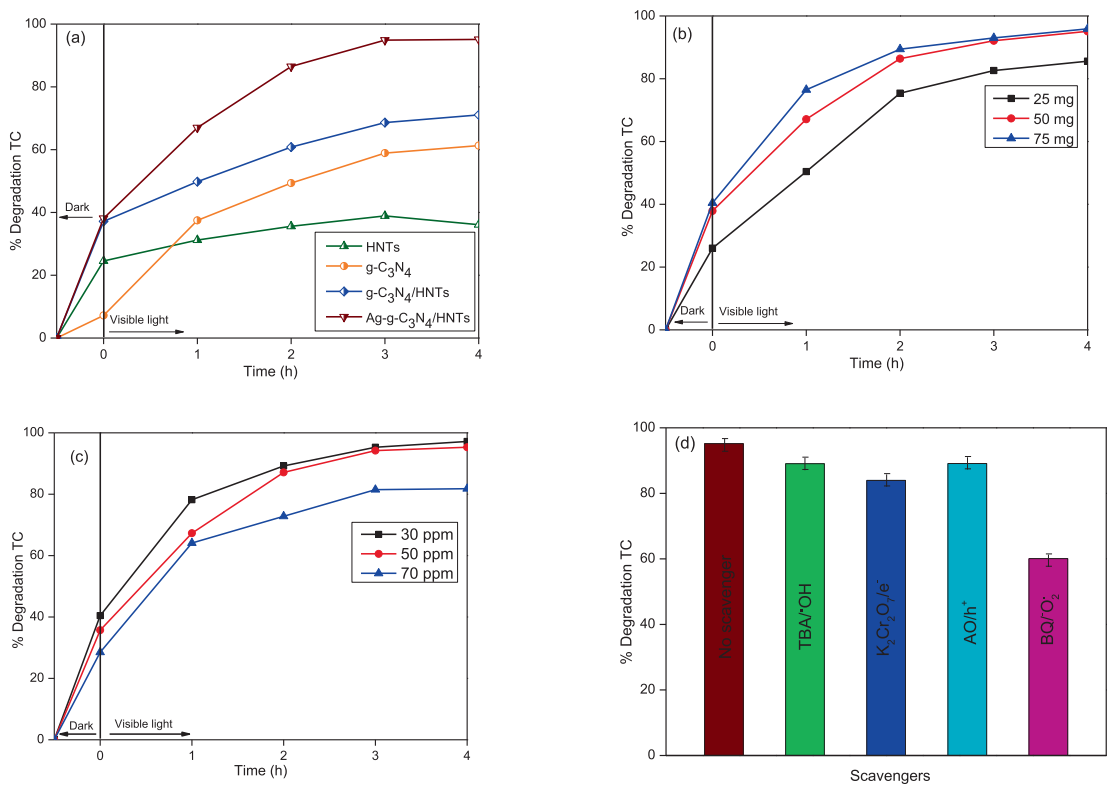 (a)
% Degradation TC
100
80
60
40
20
0
Dark
Visible light
HNTs
g-C₃N₄
g-C₃N₄/HNTs
Ag-g-C₃N₄/HNTs
0 1 2 3 4
Time (h)
(b)
% Degradation TC
100
80
60
40
20
0
25 mg
50 mg
75 mg
Dark
Visible light
0 1 2 3 4
Time (h)
(c)
% Degradation TC
100
80
60
40
20
0
30 ppm
50 ppm
70 ppm
Dark
Visible light
0 1 2 3 4
Time (h)
(d)
% Degradation TC
100
80
60
40
20
0
No scavenger
TBA/•OH
K₂Cr₂O₇/e⁻
AO/h⁺
BQ/•O₂⁻
Scavengers